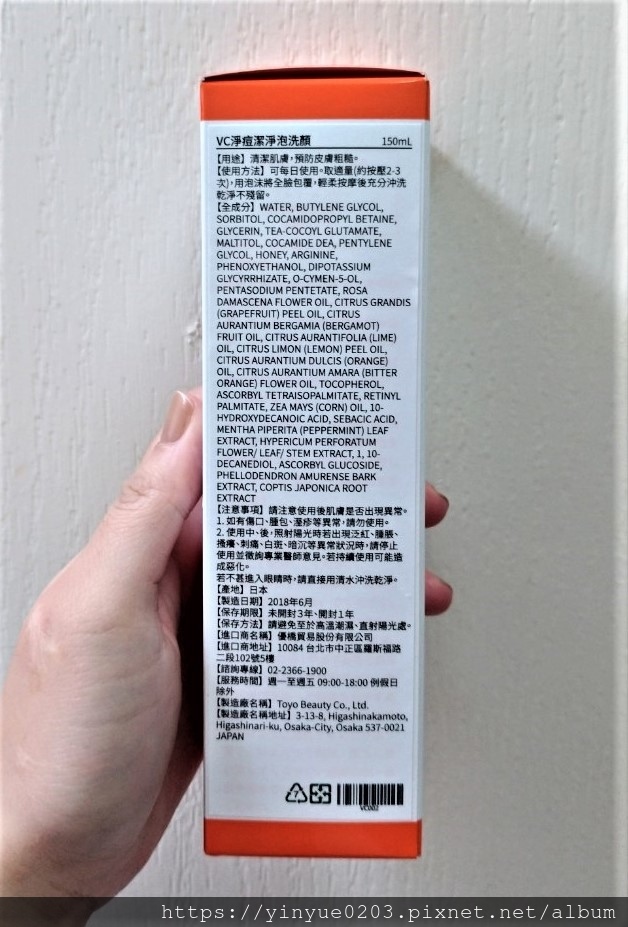 VC淨痘潔淨泡洗顏 150mL
【用途】清潔肌膚，預防皮膚粗糙。
【使用方法】可每日使用。取適量(約按壓2-3
次)，用泡沫將全臉包覆，輕柔按摩後充分沖洗
乾淨不殘留。
【全成分】WATER, BUTYLENE GLYCOL,
SORBITOL, COCAMIDOPROPYL BETAINE,
GLYCERIN, TEA-COCOYL GLUTAMATE,
MALTITOL, COCAMIDE DEA, PENTYLENE
GLYCOL, HONEY, ARGININE,
PHENOXYETHANOL, DIPOTASSIUM
GLYCYRRHIZATE, O-CYMEN-5-OL,
PENTASODIUM PENTETATE, ROSA
DAMASCENA FLOWER OIL, CITRUS GRANDIS
(GRAPEFRUIT) PEEL OIL, CITRUS
AURANTIUM BERGAMIA (BERGAMOT)
FRUIT OIL, CITRUS AURANTIFOLIA (LIME)
OIL, CITRUS LIMON (LEMON) PEEL OIL,
CITRUS AURANTIUM DULCIS (ORANGE)
OIL, CITRUS AURANTIUM AMARA (BITTER
ORANGE) FLOWER OIL, TOCOPHEROL,
ASCORBYL TETRAISOPALMITATE, RETINYL
PALMITATE, ZEA MAYS (CORN) OIL, 10-
HYDROXYDECANOIC ACID, SEBACIC ACID,
MENTHA PIPERITA (PEPPERMINT) LEAF
EXTRACT, HYPERICUM PERFORATUM
FLOWER/ LEAF/ STEM EXTRACT, 1, 10-
DECANEDIOL, ASCORBYL GLUCOSIDE,
PHELLODENDRON AMURENSE BARK
EXTRACT, COPTIS JAPONICA ROOT
EXTRACT
【注意事項】請注意使用後肌膚是否出現異常。
1. 如有傷口、腫包、溼疹等異常，請勿使用。
2. 使用中、後，照射陽光時若出現泛紅、腫脹、
搔癢、刺痛、白斑、暗沉等異常狀況時，請停止
使用並徵詢專業醫師意見。若持續使用可能造
成惡化。
若不甚進入眼睛時，請直接用清水沖洗乾淨。
【產地】日本
【製造日期】2018年6月
【保存期限】未開封3年、開封1年
【保存方法】請避免至於高溫潮濕、直射陽光處。
【進口商名稱】優橋貿易股份有限公司
【進口商地址】10084 台北市中正區羅斯福路
二段102號5樓
【諮詢專線】02-2366-1900
【服務時間】週一至週五 09:00-18:00 例假日
除外
【製造廠名稱】Toyo Beauty Co., Ltd.
【製造廠名稱地址】3-13-8, Higashinakamoto,
Higashinari-ku, Osaka-City, Osaka 537-0021
JAPAN
VC002
https://yinyue0203.pixnet.net/album